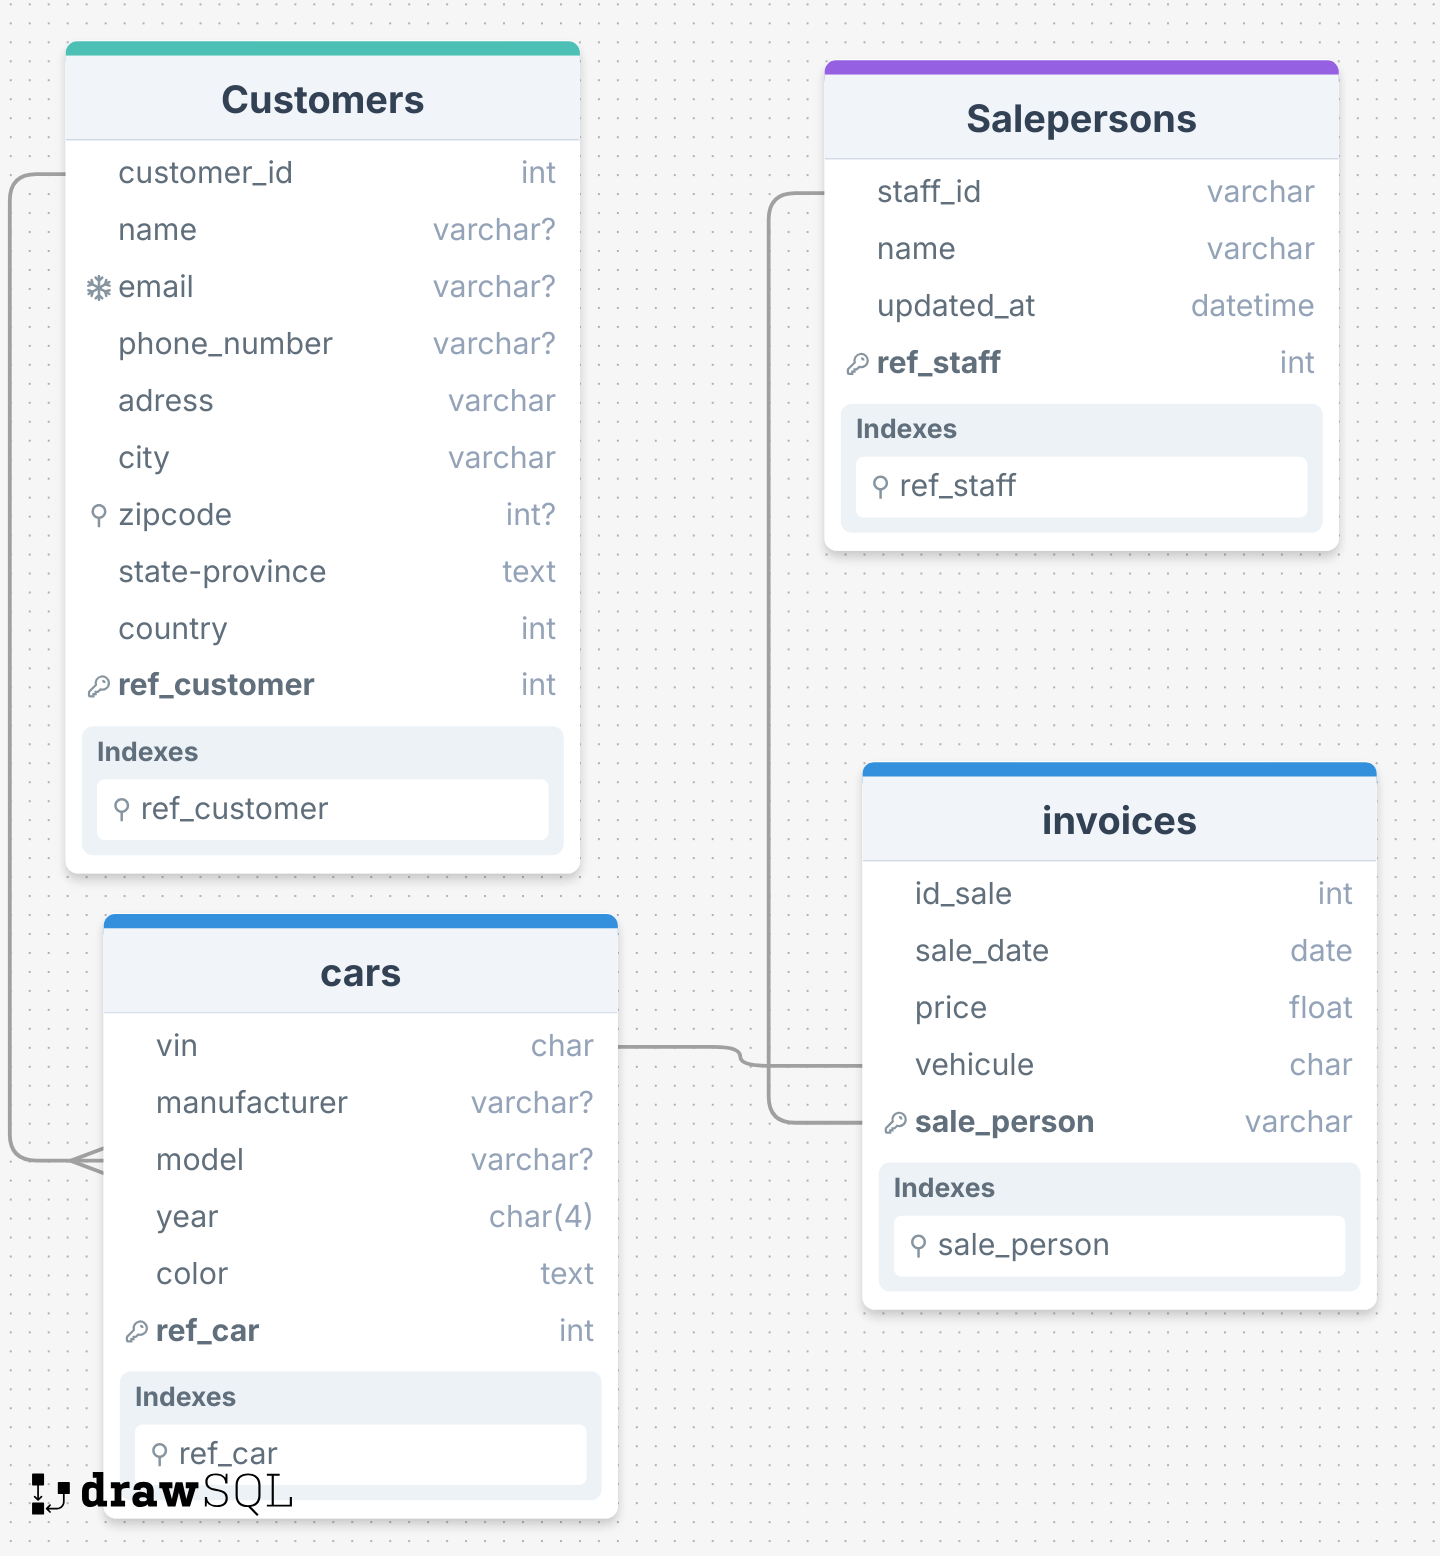 Customers
customer_id int
name varchar?
email varchar?
phone_number varchar?
adress varchar
city varchar
zipcode int?
state-province text
country int
ref_customer int
Indexes
ref_customer
Salepersons
staff_id varchar
name varchar
updated_at datetime
ref_staff int
Indexes
ref_staff
cars
vin char
manufacturer varchar?
model varchar?
year char(4)
color text
ref_car int
Indexes
ref_car
invoices
id_sale int
sale_date date
price float
vehicule char
sale_person varchar
Indexes
sale_person
drawSQL